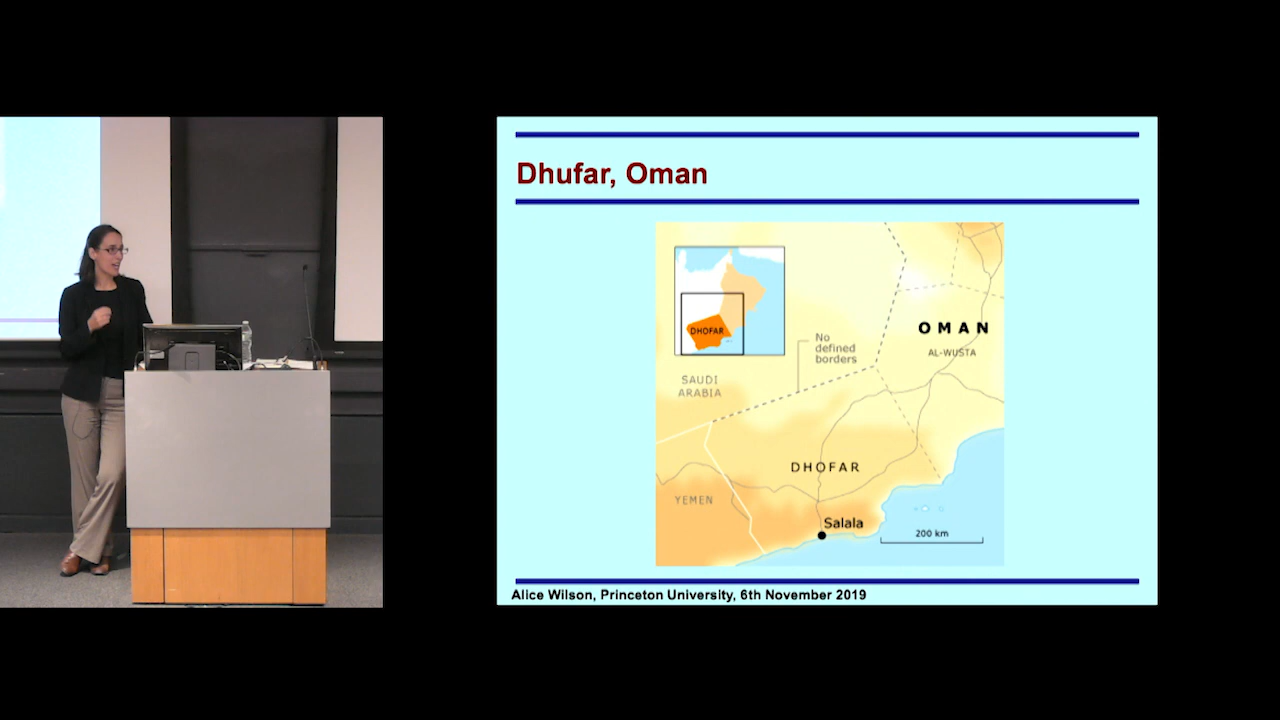 Dhufar, Oman
DHOFAR
No
defined
borders
OMAN
AL-WUSTA
SAUDI
ARABIA
DHOFAR
YEMEN
Salala
200 km
Alice Wilson, Princeton University, 6th November 2019